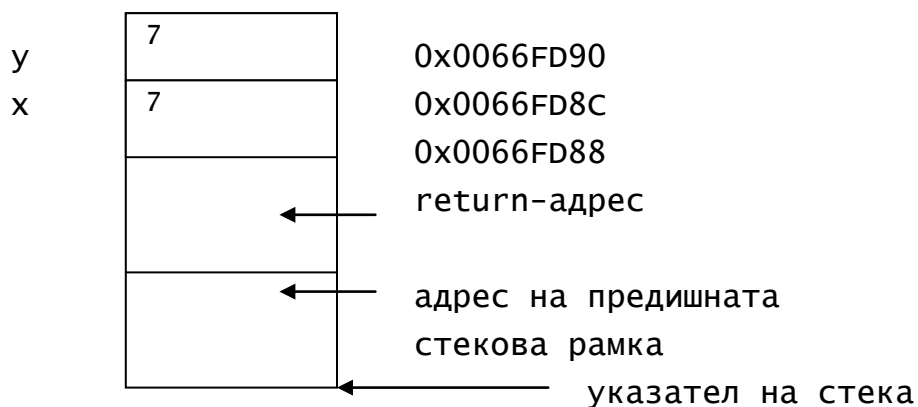 y 7 0x0066FD90
x 7 0x0066FD8C
0x0066FD88
return-адрес
адрес на предишната
стекова рамка
указател на стека